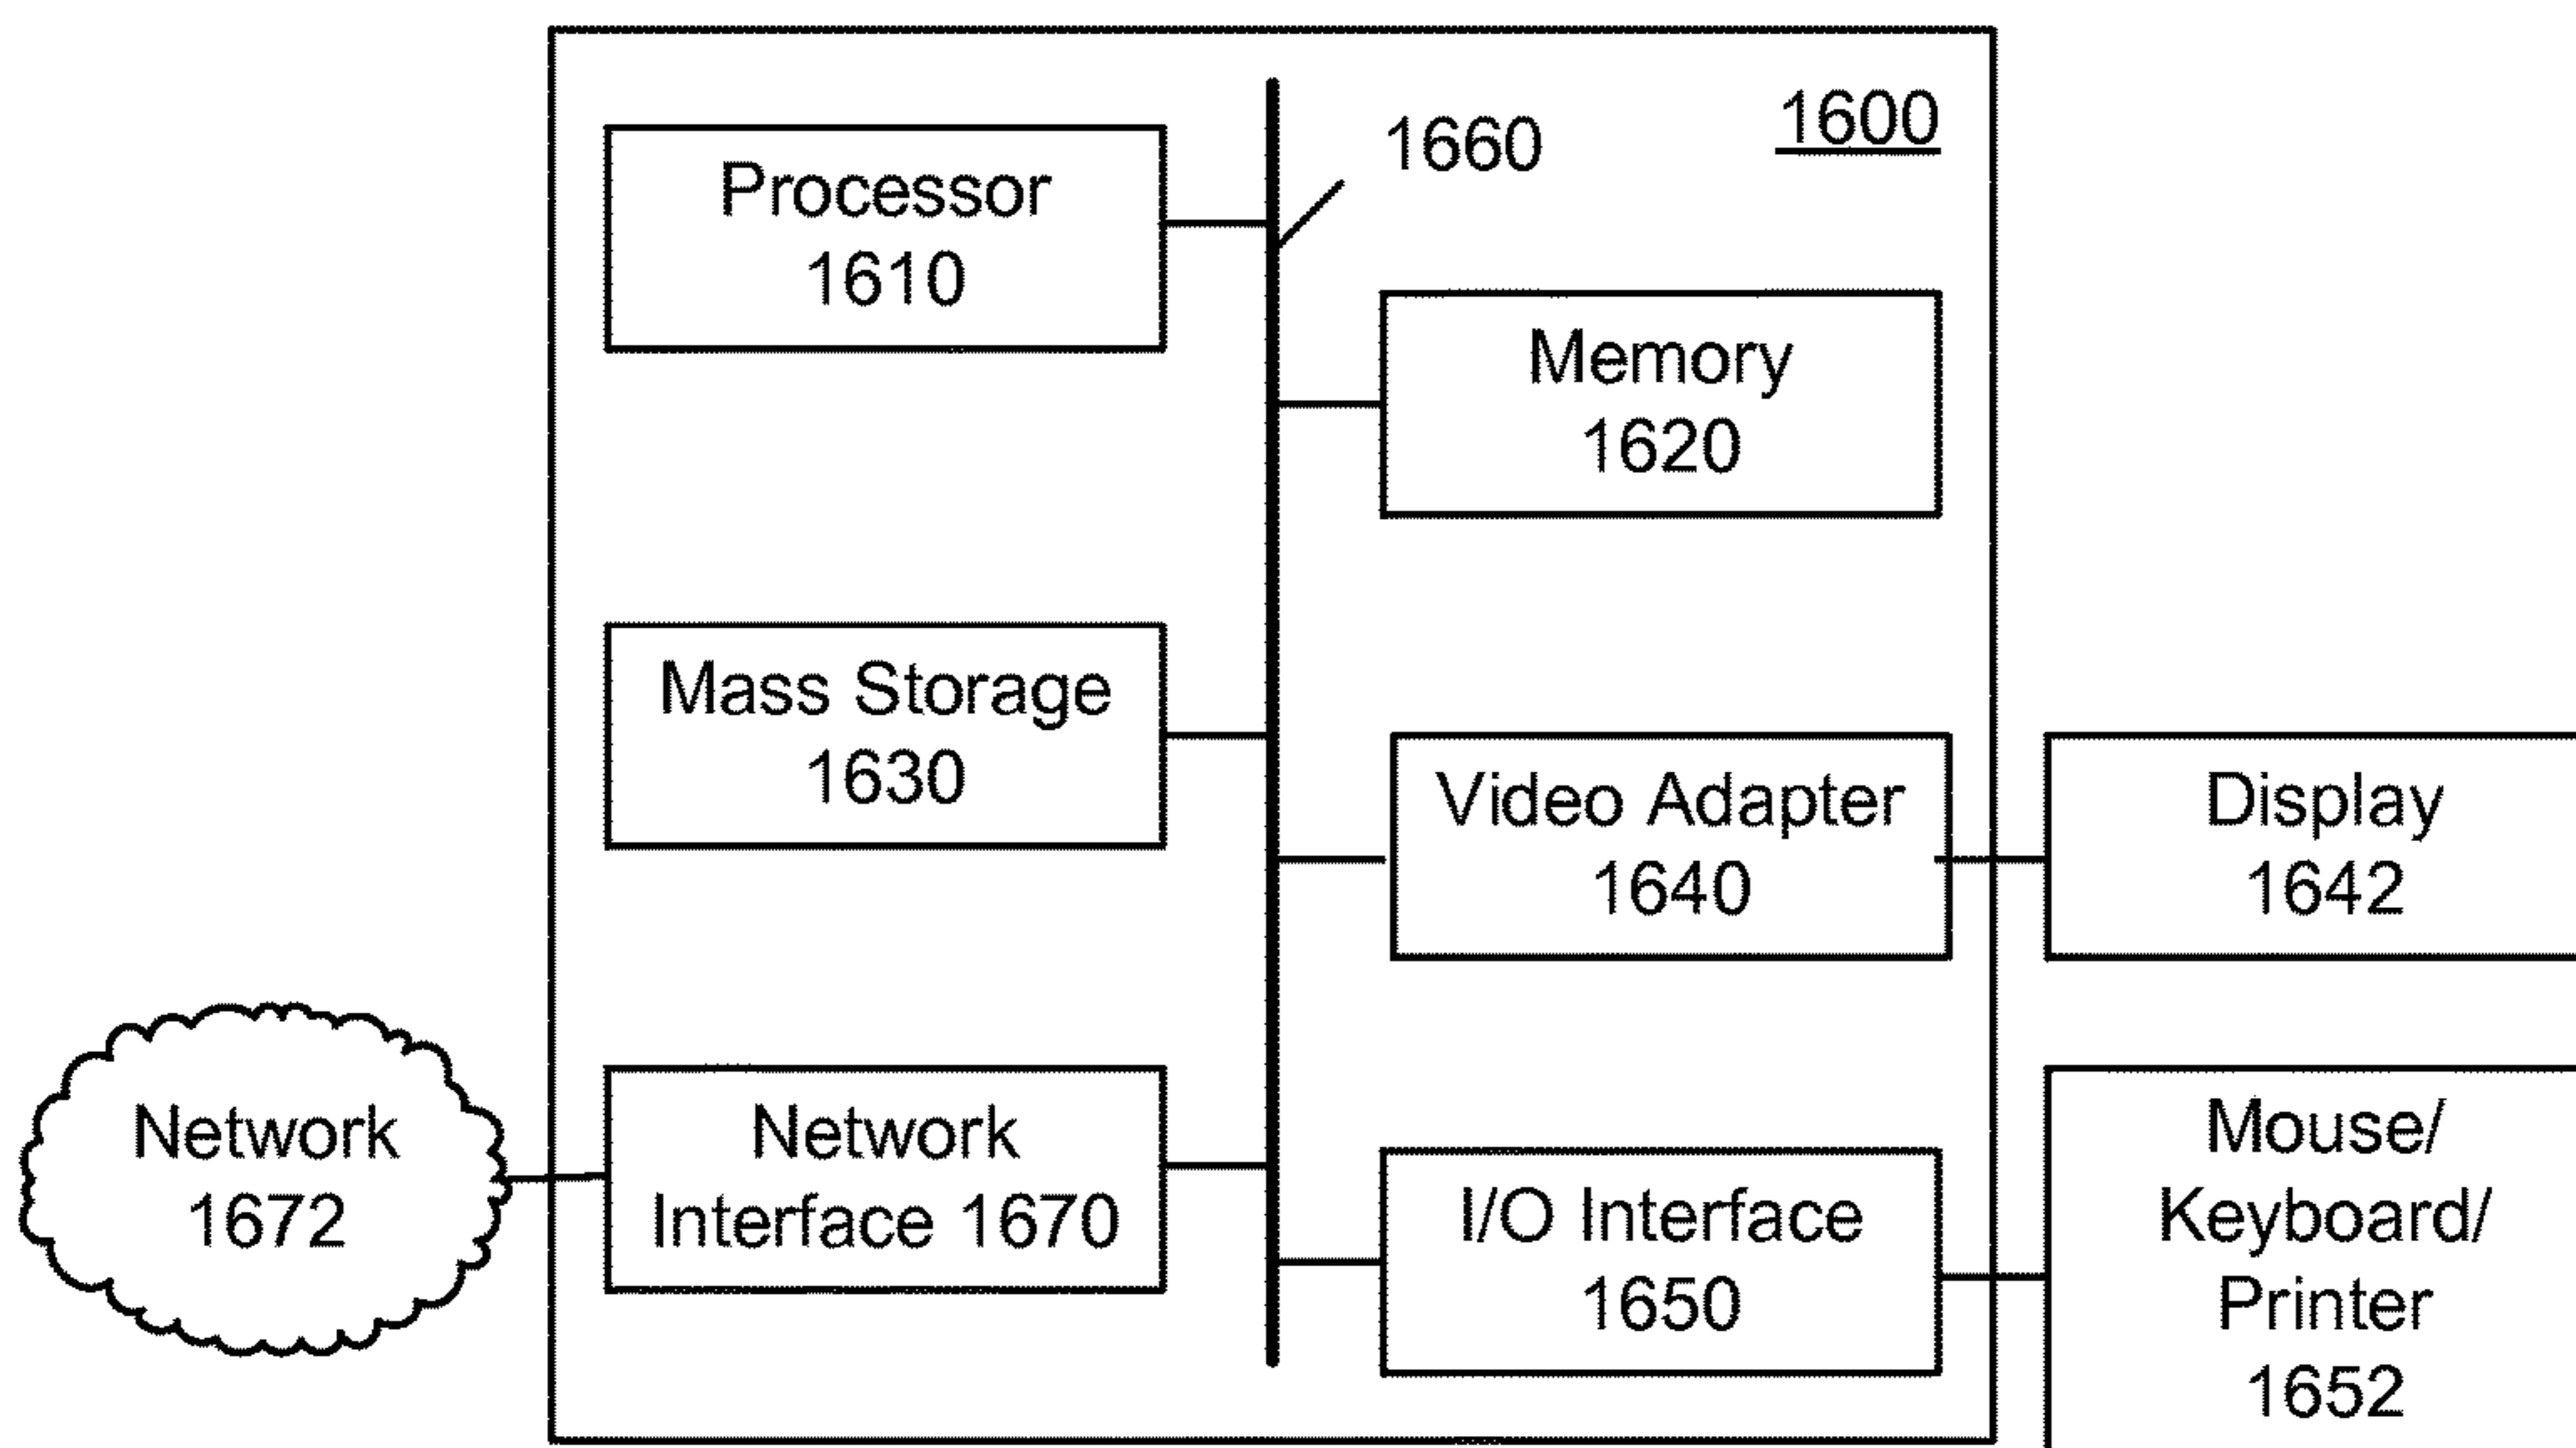 1600
1660
Processor
1610
Memory
1620
Mass Storage
1630
Video Adapter
1640
Display
1642
Network
1672
Network
Interface 1670
I/O Interface
1650
Mouse/
Keyboard/
Printer
1652